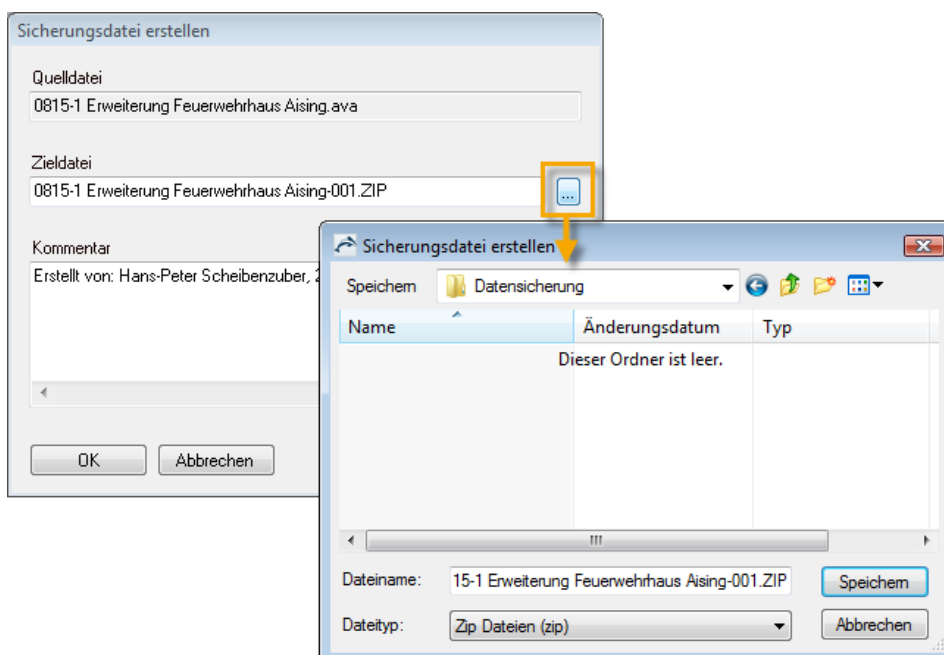 Sicherungsdatei erstellen
Quelldatei
0815-1 Erweiterung Feuerwehrhaus Aising.ava
Zieldatei
0815-1 Erweiterung Feuerwehrhaus Aising-001.ZIP
...
Kommentar
Erstellt von: Hans-Peter Scheibenzuber,
OK
Abbrechen
Sicherungsdatei erstellen
Speichern
Datensicherung
Name
Änderungsdatum
Typ
Dieser Ordner ist leer.
Dateiname:
15-1 Erweiterung Feuerwehrhaus Aising-001.ZIP
Speichern
Dateityp:
Zip Dateien (zip)
Abbrechen